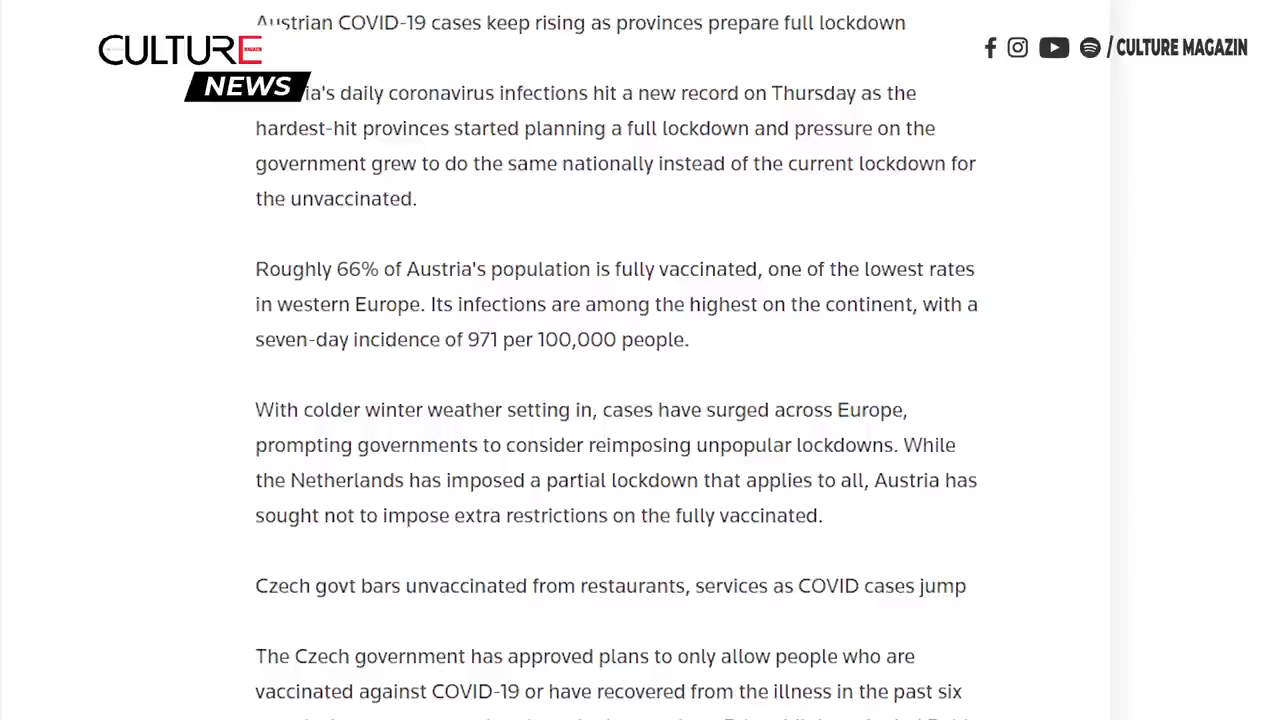 Austrian COVID-19 cases keep rising as provinces prepare full lockdown
CULTURE
NEWS
/ CULTURE MAGAZIN
daily coronavirus infections hit a new record on Thursday as the
hardest-hit provinces started planning a full lockdown and pressure on the
government grew to do the same nationally instead of the current lockdown for
the unvaccinated.
Roughly 66% of Austria's population is fully vaccinated, one of the lowest rates
in western Europe. Its infections are among the highest on the continent, with a
seven-day incidence of 971 per 100,000 people.
With colder winter weather setting in, cases have surged across Europe,
prompting governments to consider reimposing unpopular lockdowns. While
the Netherlands has imposed a partial lockdown that applies to all, Austria has
sought not to impose extra restrictions on the fully vaccinated.
Czech govt bars unvaccinated from restaurants, services as COVID cases jump
The Czech government has approved plans to only allow people who are
vaccinated against COVID-19 or have recovered from the illness in the past six